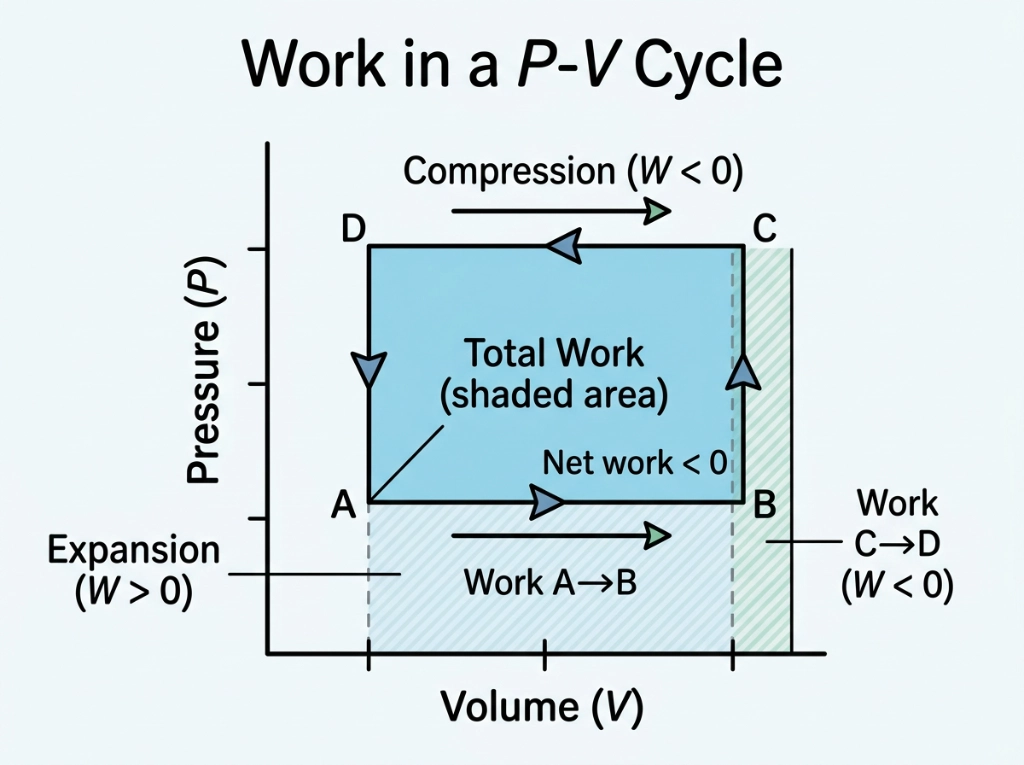 Work in a P-V Cycle
Compression (W < 0)
D
C
Pressure (P)
Total Work
(shaded area)
Net work < 0
A
B
Expansion
(W > 0)
Work A→B
Work
C→D
(W < 0)
Volume (V)